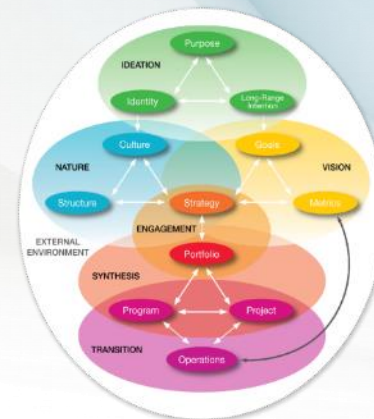 Purpose
IDEATION
Identity
Long-Range
Intention
Culture
Goals
NATURE
VISION
Structure
Strategy
Metrics
ENGAGEMENT
EXTERNAL
ENVIRONMENT
Portfolio
SYNTHESIS
Program
Project
TRANSITION
Operations